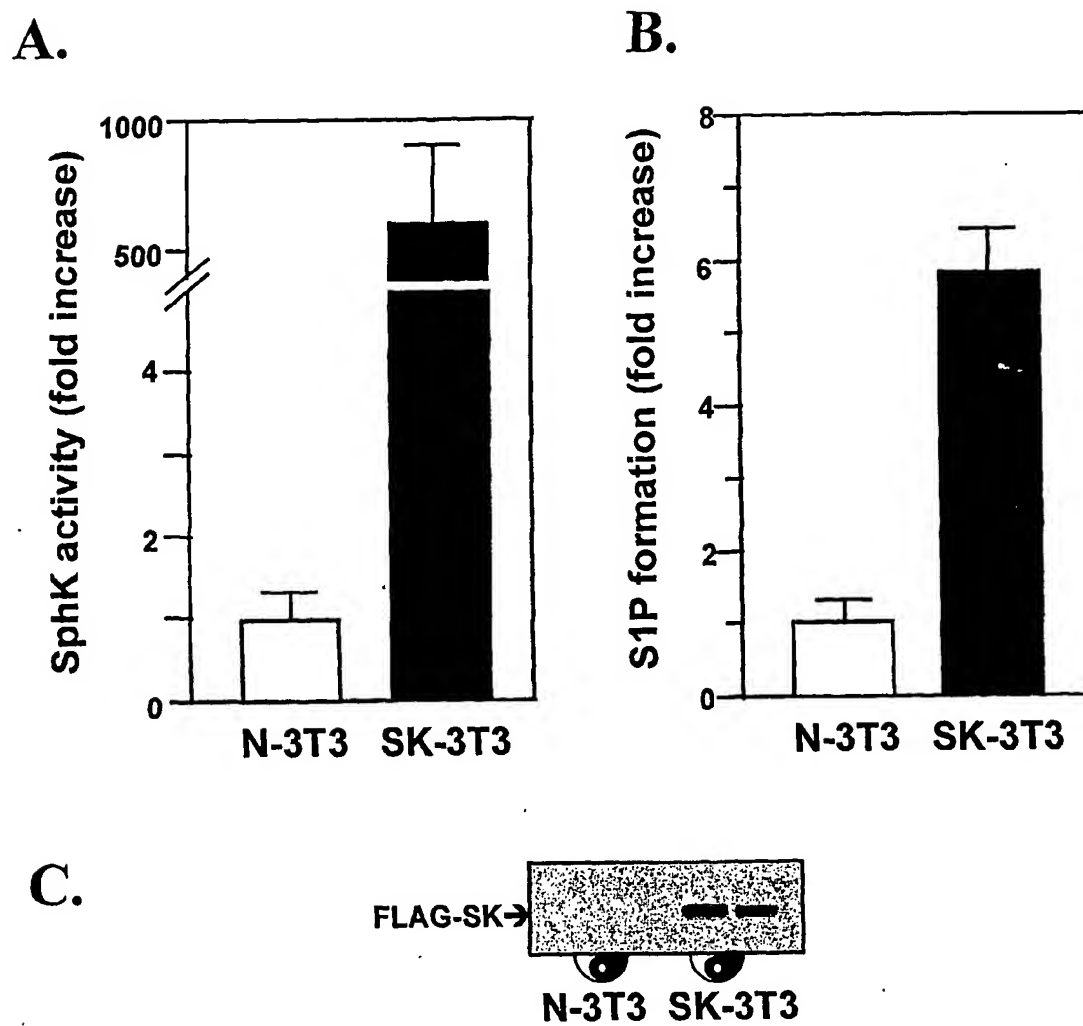 A.
SphK activity (fold increase)
1000
500
4
2
0
N-3T3 SK-3T3
B.
S1P formation (fold increase)
8
6
4
2
0
N-3T3 SK-3T3
C.
FLAG-SK→
N-3T3 SK-3T3